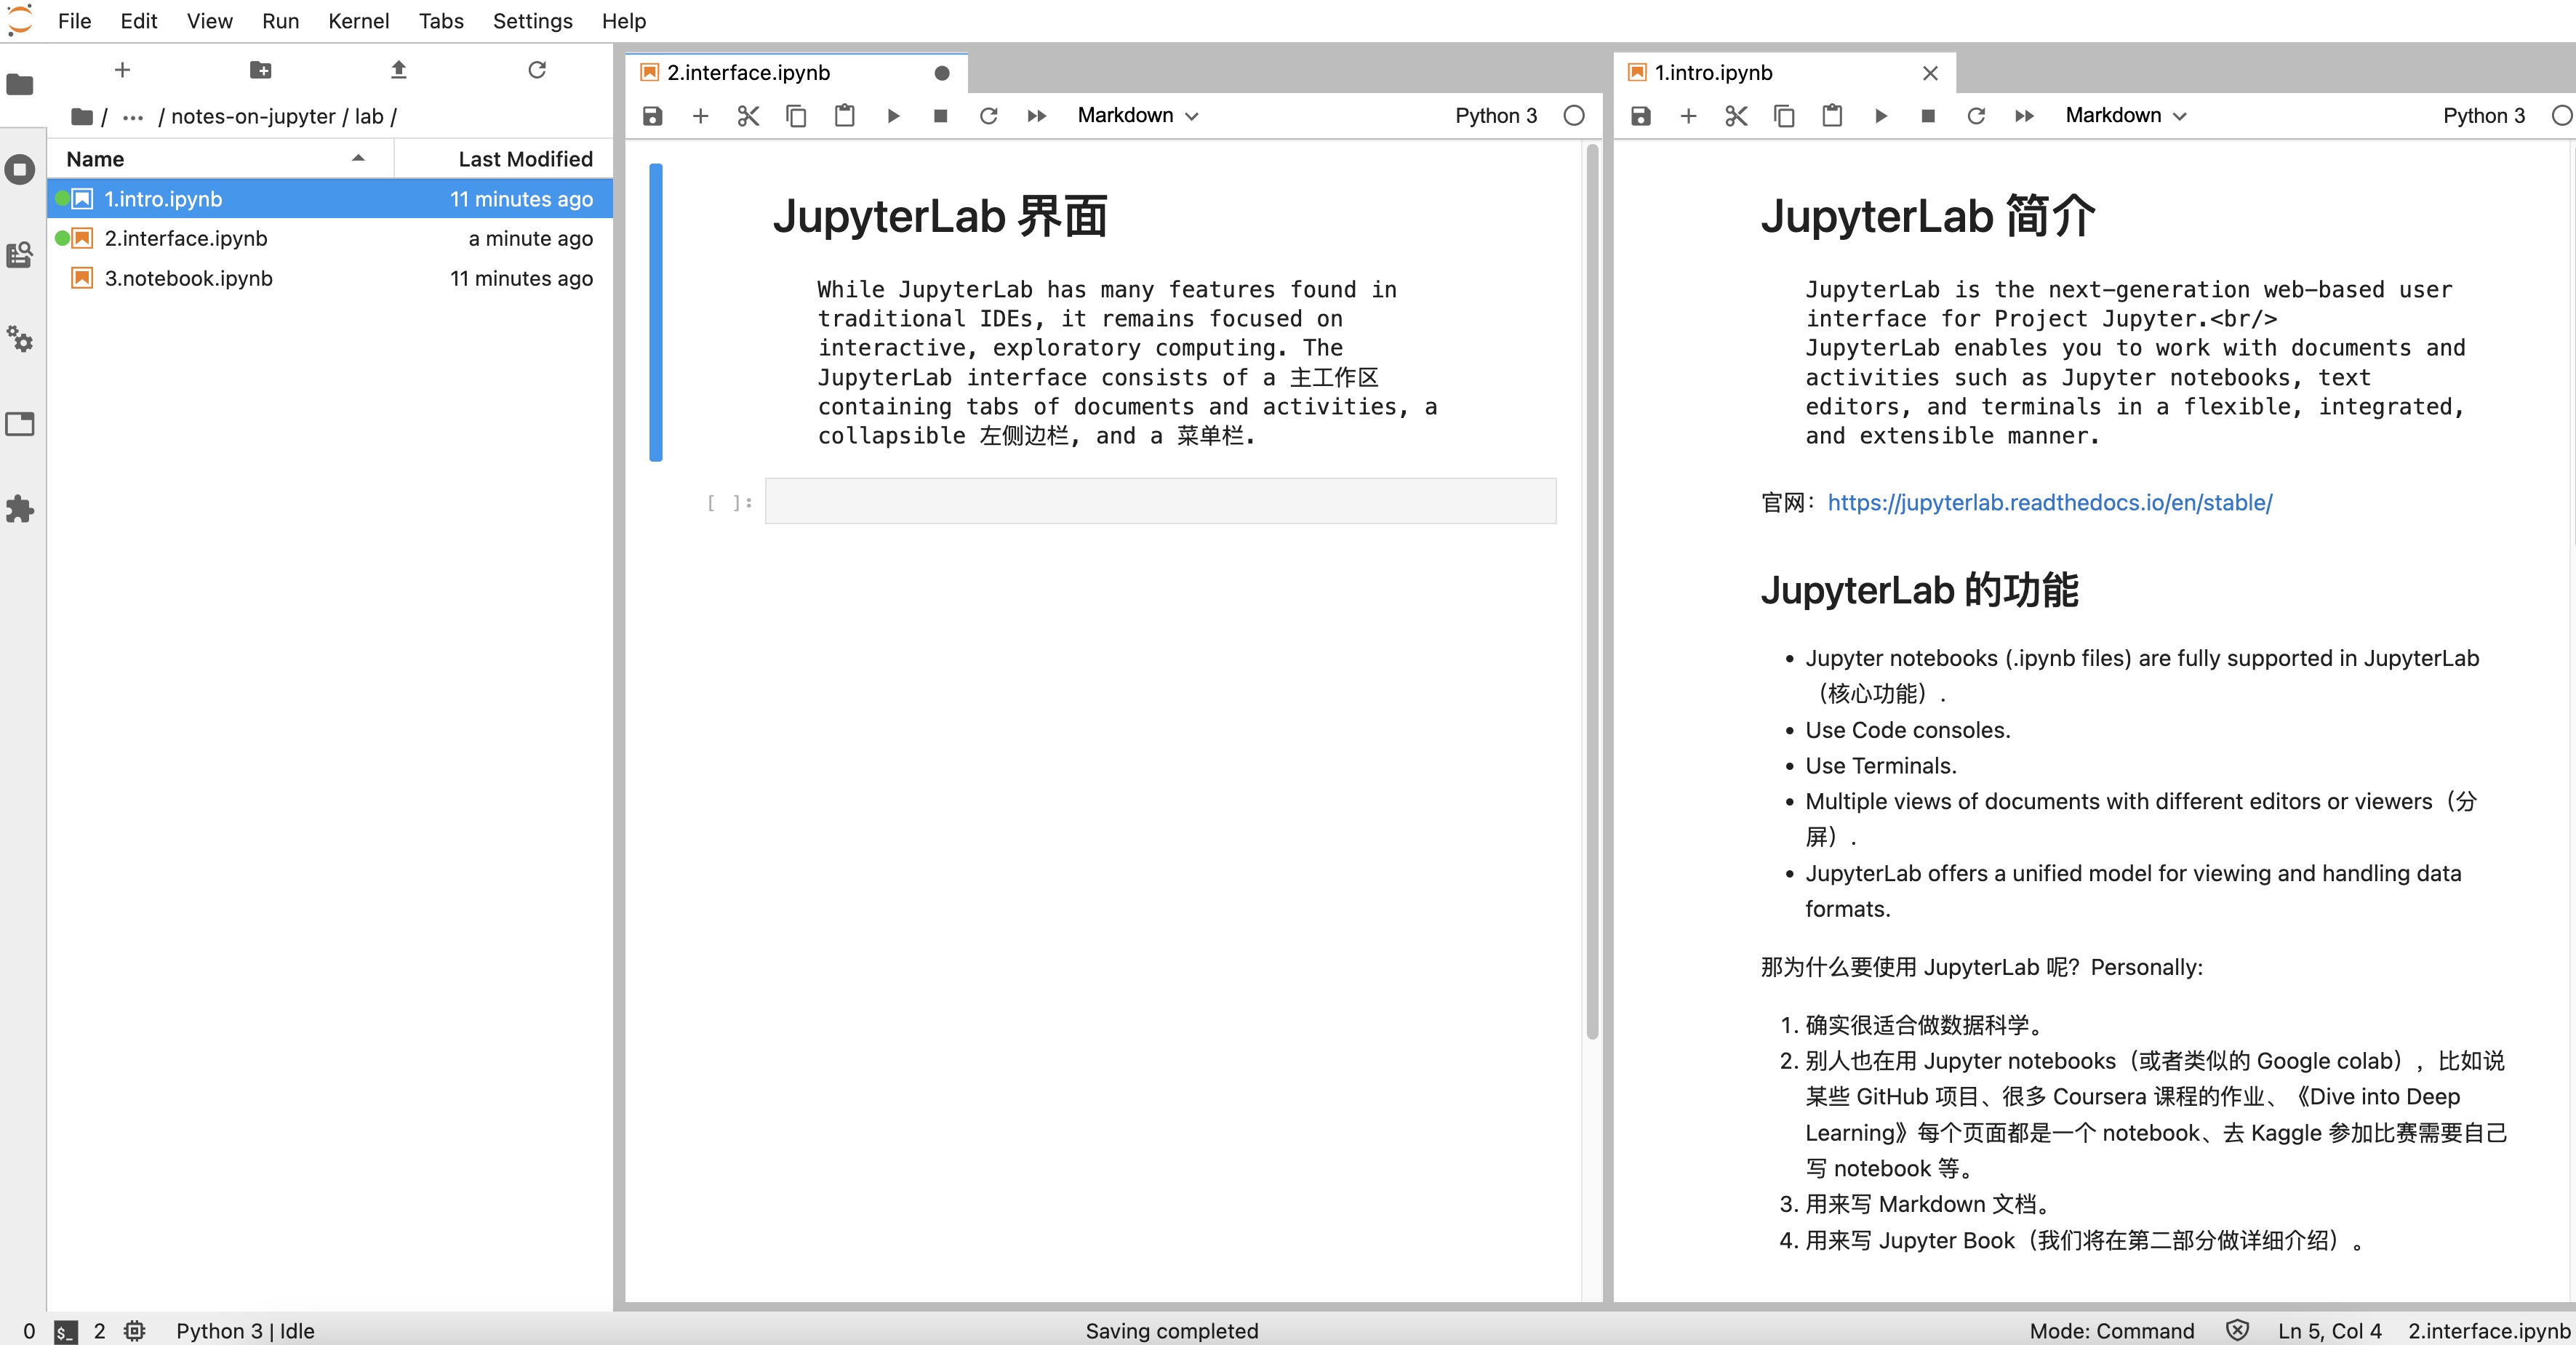 File Edit View Run Kernel Tabs Settings Help
/ ... / notes-on-jupyter / lab /
Name Last Modified
1.intro.ipynb 11 minutes ago
2.interface.ipynb a minute ago
3.notebook.ipynb 11 minutes ago
2.interface.ipynb
Markdown Python 3
JupyterLab 界面
While JupyterLab has many features found in
traditional IDEs, it remains focused on
interactive, exploratory computing. The
JupyterLab interface consists of a 主工作区
containing tabs of documents and activities, a
collapsible 左侧边栏, and a 菜单栏.
[ ]:
1.intro.ipynb
Markdown Python 3
JupyterLab 简介
JupyterLab is the next-generation web-based user
interface for Project Jupyter.<br/>
JupyterLab enables you to work with documents and
activities such as Jupyter notebooks, text
editors, and terminals in a flexible, integrated,
and extensible manner.
官网：https://jupyterlab.readthedocs.io/en/stable/
JupyterLab 的功能
• Jupyter notebooks (.ipynb files) are fully supported in JupyterLab
（核心功能）.
• Use Code consoles.
• Use Terminals.
• Multiple views of documents with different editors or viewers（分
屏）.
• JupyterLab offers a unified model for viewing and handling data
formats.
那为什么要使用 JupyterLab 呢？Personally:
1. 确实很适合做数据科学。
2. 别人也在用 Jupyter notebooks（或者类似的 Google colab），比如说
某些 GitHub 项目、很多 Coursera 课程的作业、《Dive into Deep
Learning》每个页面都是一个 notebook、去 Kaggle 参加比赛需要自己
写 notebook 等。
3. 用来写 Markdown 文档。
4. 用来写 Jupyter Book（我们将在第二部分做详细介绍）。
0 $_ 2 Python 3 | Idle Saving completed Mode: Command Ln 5, Col 4 2.interface.ipynb